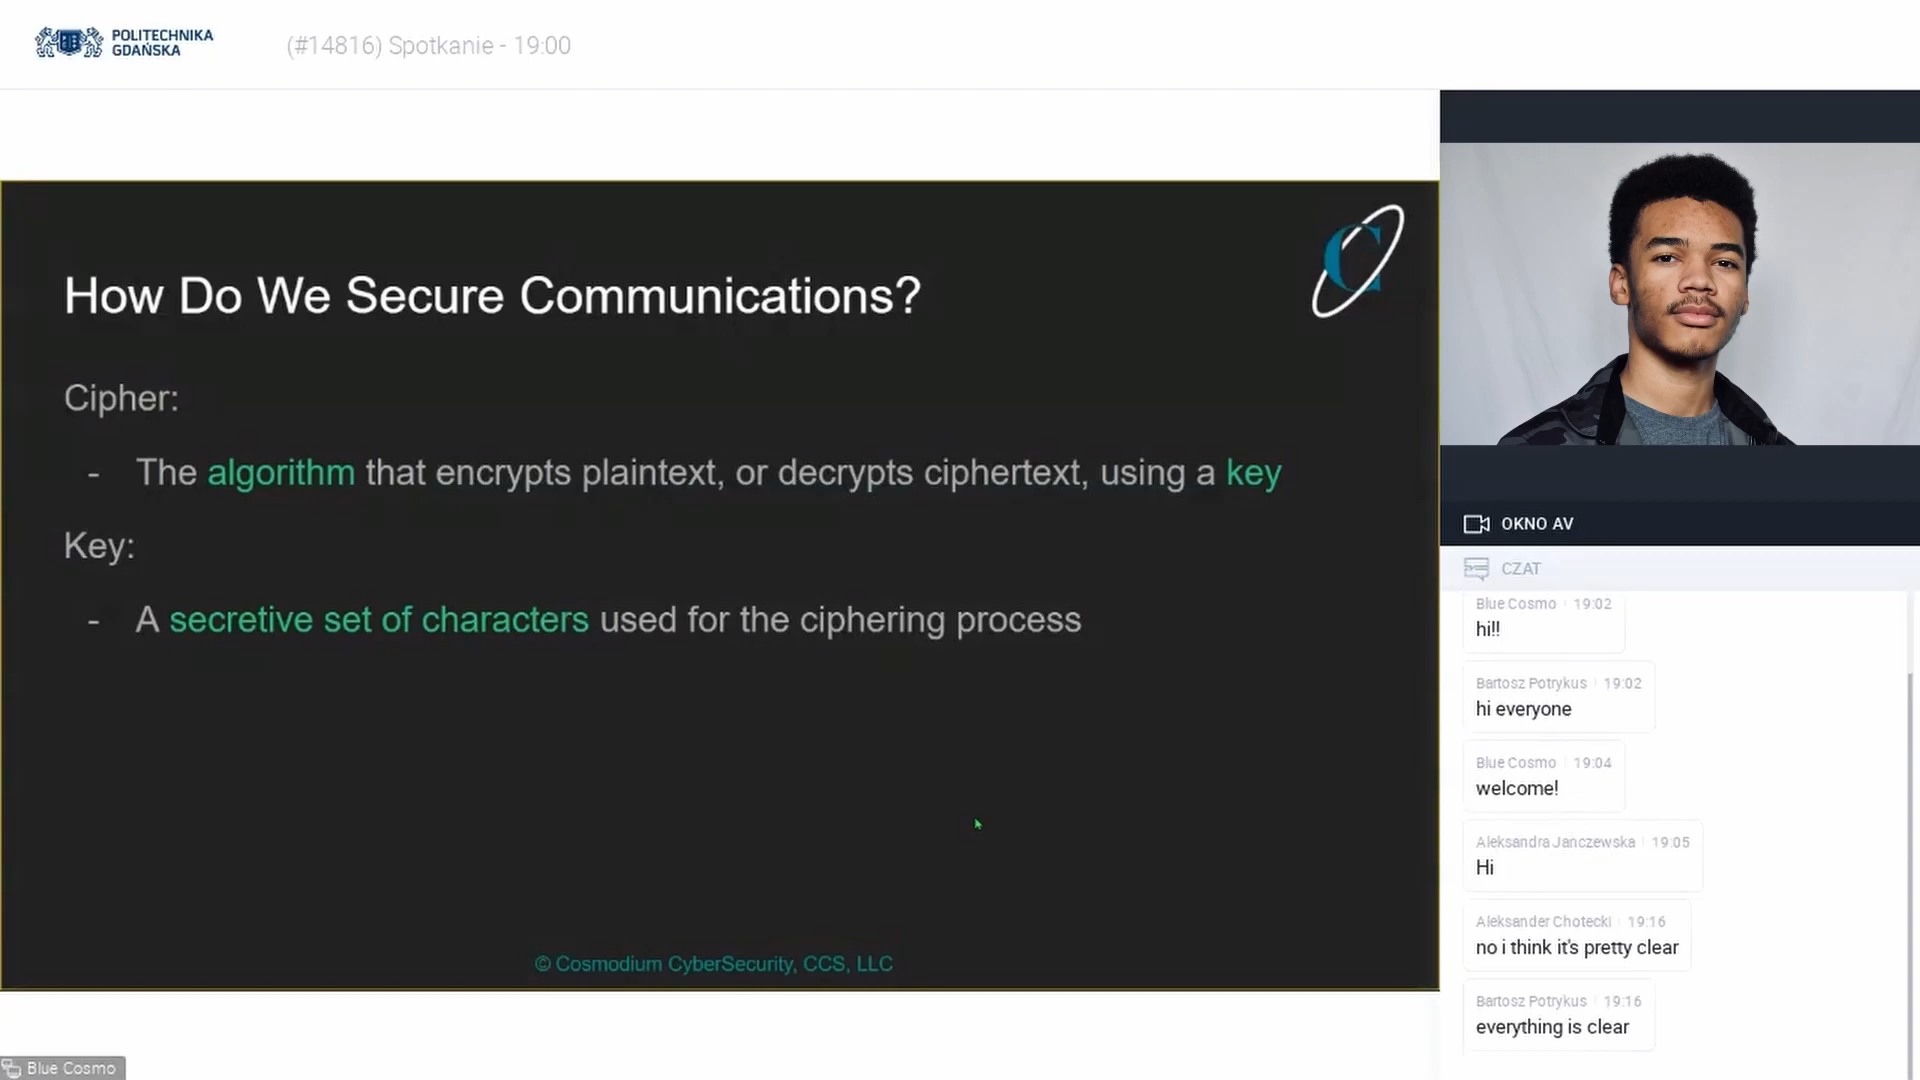 POLITECHNIKA
GDAŃSKA
(#14816) Spotkanie - 19:00
C
How Do We Secure Communications?
Cipher:
- The algorithm that encrypts plaintext, or decrypts ciphertext, using a key
Key:
- A secretive set of characters used for the ciphering process
© Cosmodium CyberSecurity, CCS, LLC
Blue Cosmo
OKNO AV
CZAT
Blue Cosmo 19:02
hi!!
Bartosz Potrykus 19:02
hi everyone
Blue Cosmo 19:04
welcome!
Aleksandra Janczewska 19:05
Hi
Aleksander Chotecki 19:16
no i think it's pretty clear
Bartosz Potrykus 19:16
everything is clear